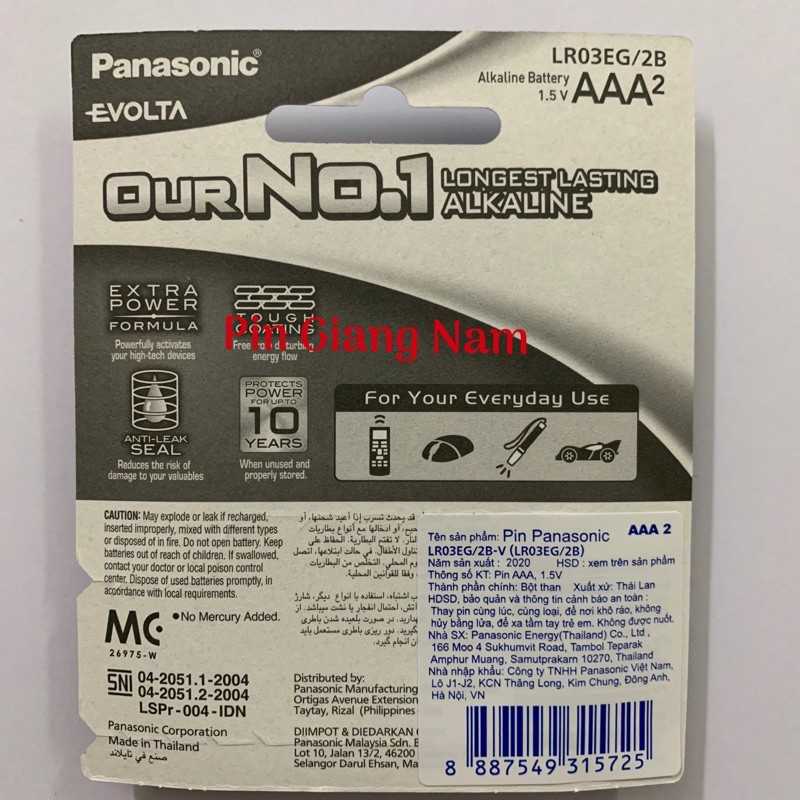 Panasonic®
EVOLTA
LR03EG/2B
Alkaline Battery
1.5 V AAA2
OUR No.1 LONGEST LASTING
ALKALINE
EXTRA
POWER
FORMULA
Powerfully activates
your high-tech devices
TOUGH
COATING
Free
energy flow
Pin Giang Nam
ANTI-LEAK
SEAL
Reduces the risk of
damage to your valuables
PROTECTS
POWER
FOR UP TO
10
YEARS
When unused and
properly stored.
For Your Everyday Use
CAUTION: May explode or leak if recharged,
inserted improperly, mixed with different types
or disposed of in fire. Do not open battery. Keep
batteries out of reach of children. If swallowed,
contact your doctor or local poison control
center. Dispose of used batteries promptly, in
accordance with local requirements.
MC
26975-W
•No Mercury Added.
SNI 04-2051.1-2004
04-2051.2-2004
LSPr-004-IDN
Panasonic Corporation
Made in Thailand
صنع في تايلاند
Distributed by:
Panasonic Manufacturing
Ortigas Avenue Extension
Taytay, Rizal (Philippines
DIIMPOT & DIEDARKAN
Panasonic Malaysia Sdn.
Lot 10, Jalan 13/2, 46200
Selangor Darul Ehsan, Ma
Tên sản phẩm: Pin Panasonic AAA 2
LR03EG/2B-V (LR03EG/2B)
Năm sản xuất : 2020 HSD : xem trên sản phẩm
Thông số KT: Pin AAA, 1.5V
Thành phần chính: Bột than Xuất xứ: Thái Lan
HDSD, bảo quản và thông tin cảnh báo an toàn :
Thay pin cùng lúc, cùng loại, để nơi khô ráo, không
hủy bằng lửa, để xa tầm tay trẻ em. Không được nuốt.
Nhà SX: Panasonic Energy(Thailand) Co., Ltd ,
166 Moo 4 Sukhumvit Road, Tambol Teparak
Amphur Muang, Samutprakarn 10270, Thailand
Nhà nhập khẩu: Công ty TNHH Panasonic Việt Nam,
Lô J1-J2, KCN Thăng Long, Kim Chung, Đông Anh,
Hà Nội, VN
8 887549 315725